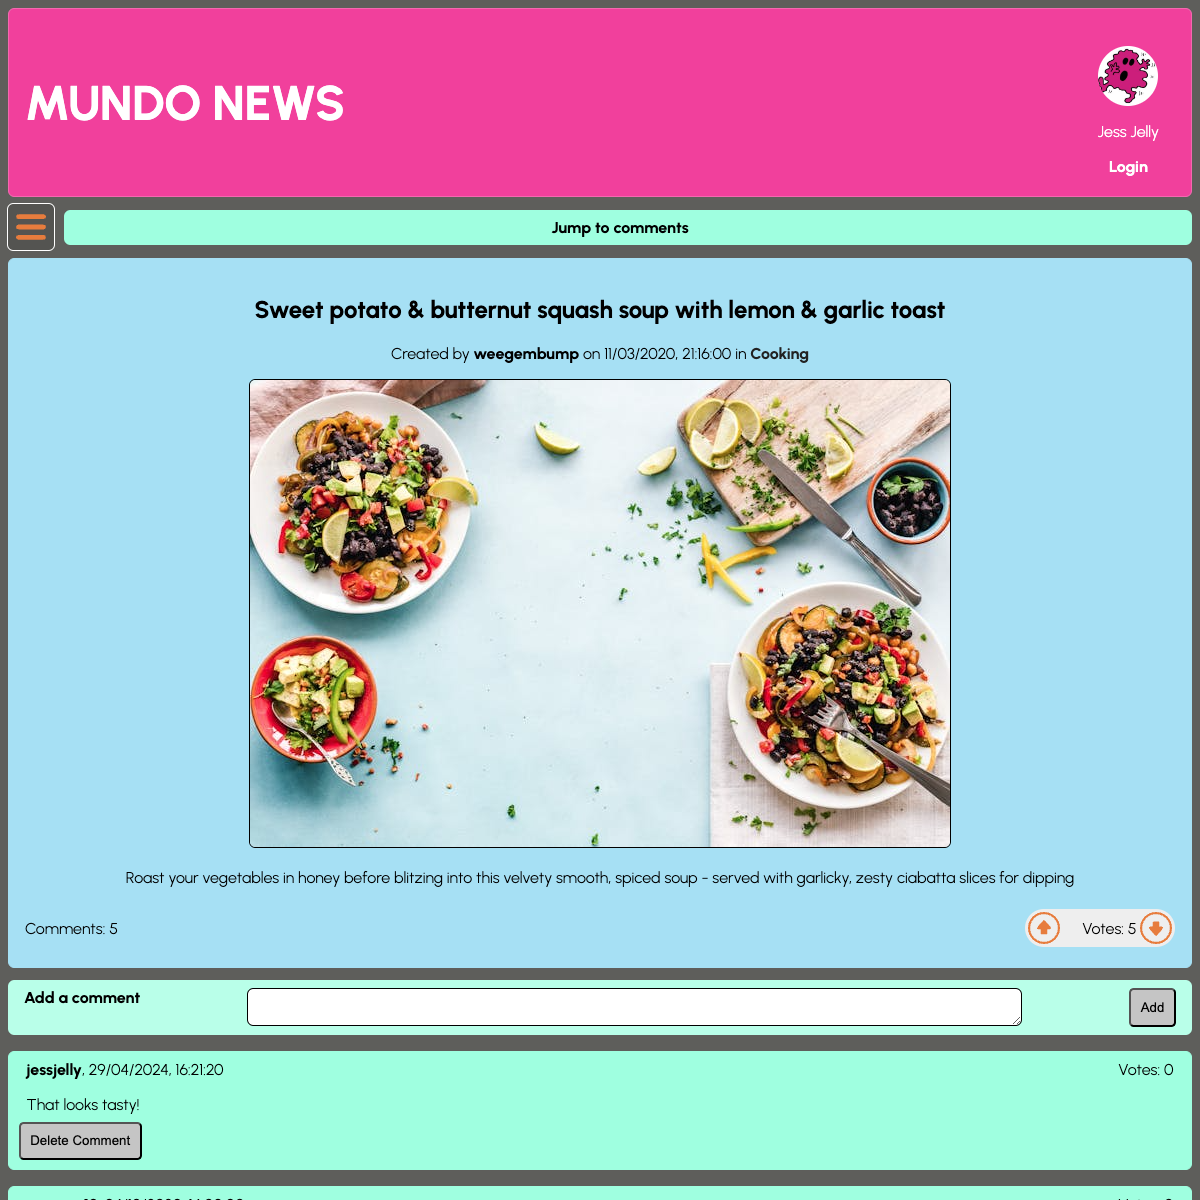 MUNDO NEWS
Jess Jelly
Login
Jump to comments
Sweet potato & butternut squash soup with lemon & garlic toast
Created by weegembump on 11/03/2020, 21:16:00 in Cooking
Roast your vegetables in honey before blitzing into this velvety smooth, spiced soup - served with garlicky, zesty ciabatta slices for dipping
Comments: 5
Votes: 5
Add a comment
Add
jessjelly, 29/04/2024, 16:21:20
Votes: 0
That looks tasty!
Delete Comment